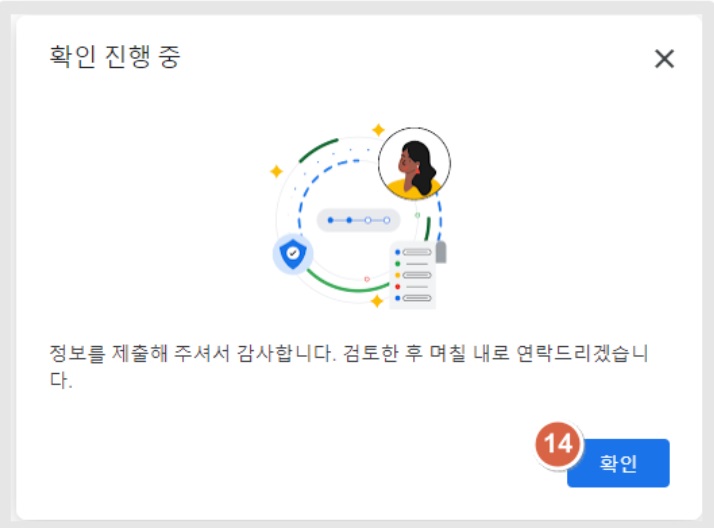 확인 진행 중
정보를 제출해 주셔서 감사합니다. 검토한 후 며칠 내로 연락드리겠습니
다.
14
확인